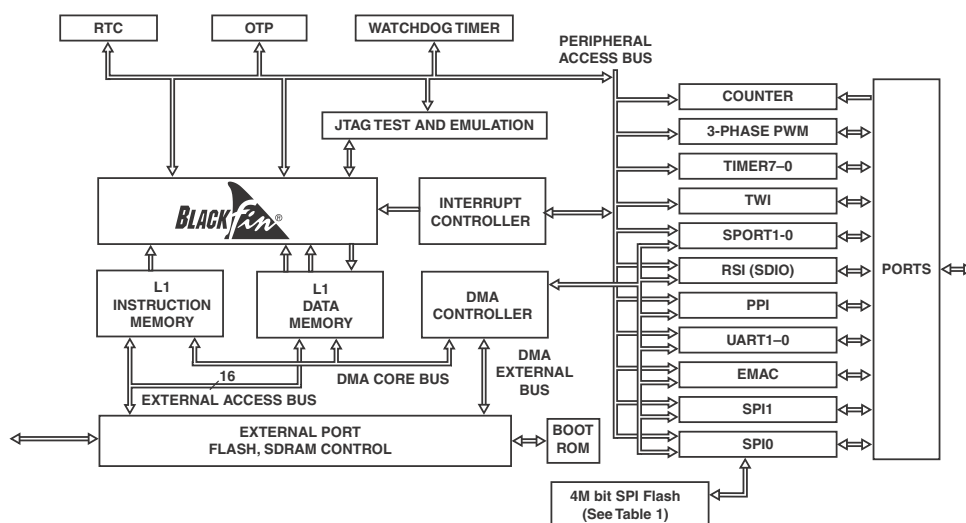 RTC
OTP
WATCHDOG TIMER
PERIPHERAL
ACCESS BUS
COUNTER
JTAG TEST AND EMULATION
3-PHASE PWM
TIMER7–0
BLACKfin®
INTERRUPT
CONTROLLER
TWI
SPORT1-0
RSI (SDIO)
PORTS
L1
INSTRUCTION
MEMORY
L1
DATA
MEMORY
DMA
CONTROLLER
PPI
UART1–0
EMAC
16
DMA CORE BUS
EXTERNAL ACCESS BUS
DMA
EXTERNAL
BUS
SPI1
EXTERNAL PORT
FLASH, SDRAM CONTROL
BOOT
ROM
SPI0
4M bit SPI Flash
(See Table 1)